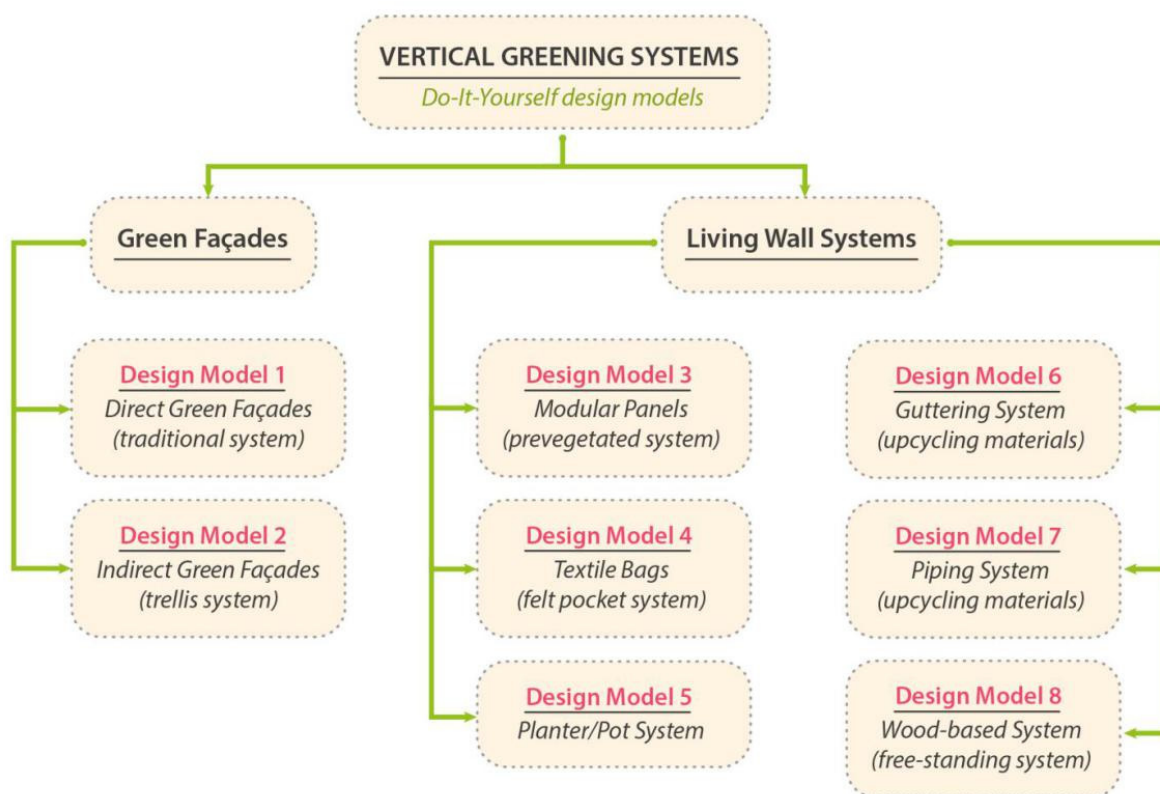 VERTICAL GREENING SYSTEMS
Do-It-Yourself design models
Green Façades
Living Wall Systems
Design Model 1
Direct Green Façades
(traditional system)
Design Model 2
Indirect Green Façades
(trellis system)
Design Model 3
Modular Panels
(prevegetated system)
Design Model 4
Textile Bags
(felt pocket system)
Design Model 5
Planter/Pot System
Design Model 6
Guttering System
(upcycling materials)
Design Model 7
Piping System
(upcycling materials)
Design Model 8
Wood-based System
(free-standing system)